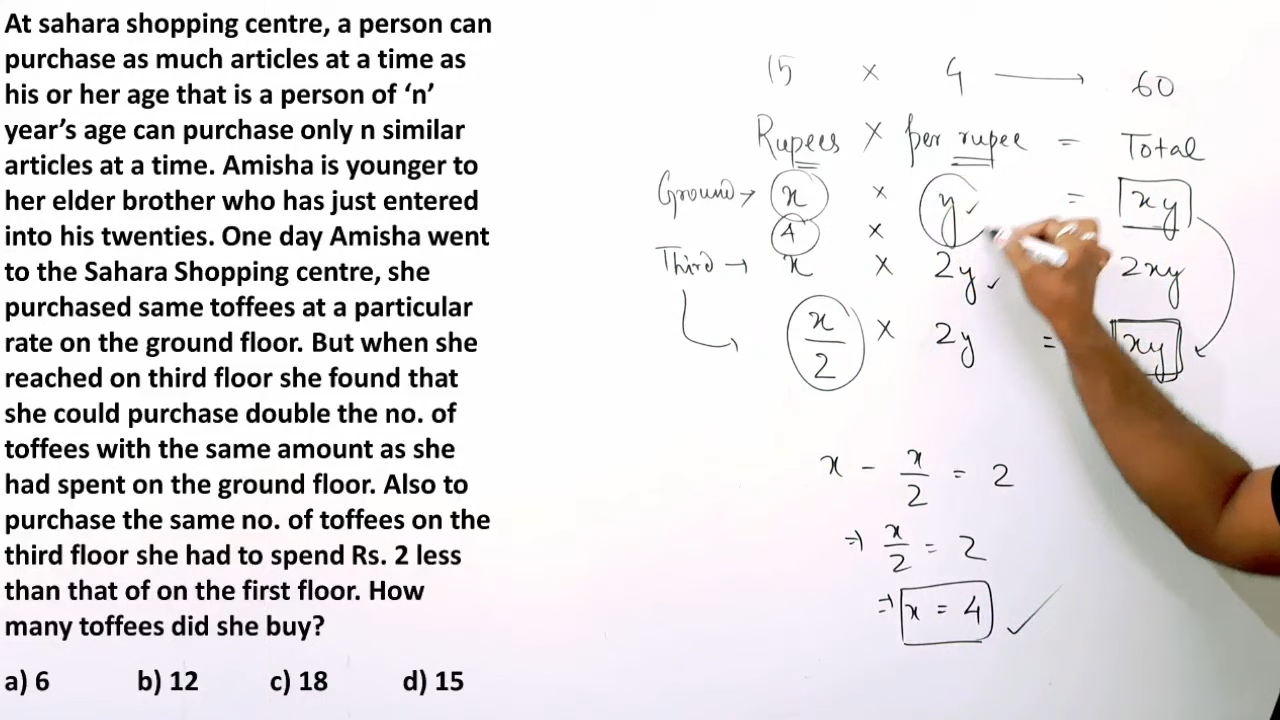 At sahara shopping centre, a person can
purchase as much articles at a time as
his or her age that is a person of ‘n’
year’s age can purchase only n similar
articles at a time. Amisha is younger to
her elder brother who has just entered
into his twenties. One day Amisha went
to the Sahara Shopping centre, she
purchased same toffees at a particular
rate on the ground floor. But when she
reached on third floor she found that
she could purchase double the no. of
toffees with the same amount as she
had spent on the ground floor. Also to
purchase the same no. of toffees on the
third floor she had to spend Rs. 2 less
than that of on the first floor. How
many toffees did she buy?
a) 6 b) 12 c) 18 d) 15
15 × 4 → 60
Rupees × per rupee = Total
Ground → x × y = xy
4 ×
Third → x × 2y 2xy
x/2 × 2y = xy
x - x/2 = 2
⇒ x/2 = 2
⇒ x = 4 ✓